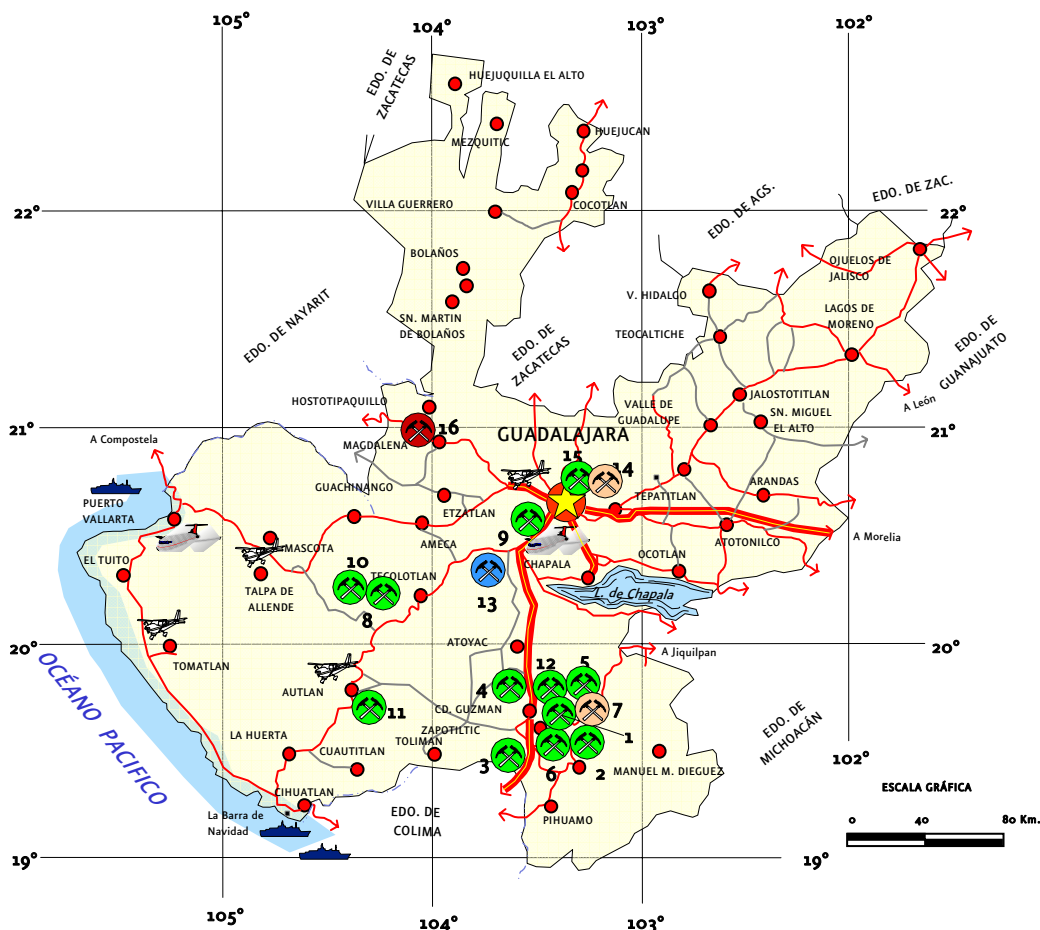 105°
104°
103°
102°
EDO. DE
ZACATECAS
HUEJUQUILLA EL ALTO
MEZQUITIC
HUEJUCAN
VILLA GUERRERO
COCOTLAN
EDO. DE AGS.
EDO. DE ZAC.
22°
22°
BOLAÑOS
SN. MARTIN
DE BOLAÑOS
EDO. DE NAYARIT
EDO. DE
ZACATECAS
V. HIDALGO
TEOCALTICHE
OJUELOS DE
JALISCO
LAGOS DE
MORENO
EDO. DE
GUANAJUATO
HOSTOTIPAQUILLO
16
MAGDALENA
GUADALAJARA
VALLE DE
GUADALUPE
JALOSTOTITLAN
SN. MIGUEL
EL ALTO
A León
21°
21°
A Compostela
15
14
GUACHINANGO
ETZATLAN
TEPATITLAN
ARANDAS
PUERTO
VALLARTA
9
AMECA
MASCOTA
CHAPALA
OCOTLAN
ATOTONILCO
A Morelia
EL TUITO
10
TECOLOTLAN
TALPA DE
ALLENDE
8
13
L. de Chapala
20°
20°
TOMATLAN
ATOYAC
A Jiquilpan
OCÉANO PACIFICO
AUTLAN
11
4
12
5
CD. GUZMAN
7
ZAPOTILTIC
1
EDO. DE
MICHOACÁN
LA HUERTA
CUAUTITLAN
TOLIMAN
3
6
2
MANUEL M. DIEGUEZ
102°
CIHUATLAN
La Barra de
Navidad
EDO. DE
COLIMA
PIHUAMO
ESCALA GRÁFICA
0
40
80 Km.
19°
19°
105°
104°
103°